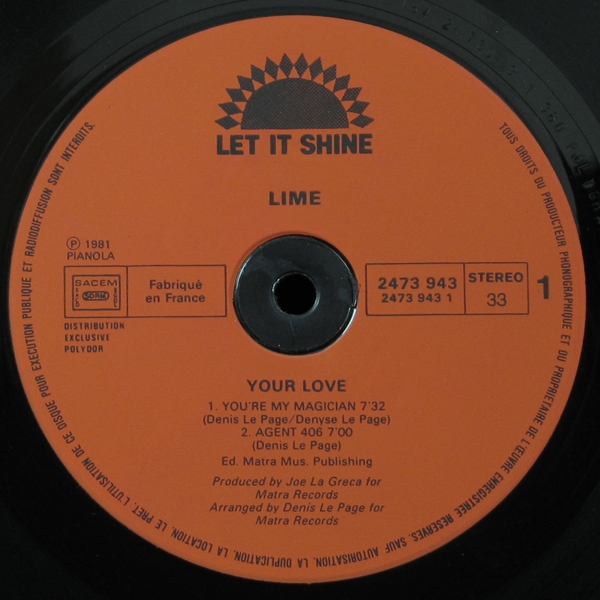 LET IT SHINE
LIME
Ⓟ 1981
PIANOLA
SACEM
SDRM
Fabriqué
en France
DISTRIBUTION
EXCLUSIVE
POLYDOR
2473 943
2473 943 1
STEREO
33
1
YOUR LOVE
1. YOU'RE MY MAGICIAN 7'32
(Denis Le Page/Denyse Le Page)
2. AGENT 406 7'00
(Denis Le Page)
Ed. Matra Mus. Publishing
Produced by Joe La Greca for
Matra Records
Arranged by Denis Le Page for
Matra Records
TOUS DROITS DU PRODUCTEUR PHONOGRAPHIQUE ET DU PROPRIETAIRE DE L'ŒUVRE ENREGISTREE RESERVES. SAUF AUTORISATION, LA DUPLICATION, LA LOCATION, LE PRET, L'UTILISATION DE CE DISQUE POUR EXECUTION PUBLIQUE ET RADIODIFFUSION SONT INTERDITS.